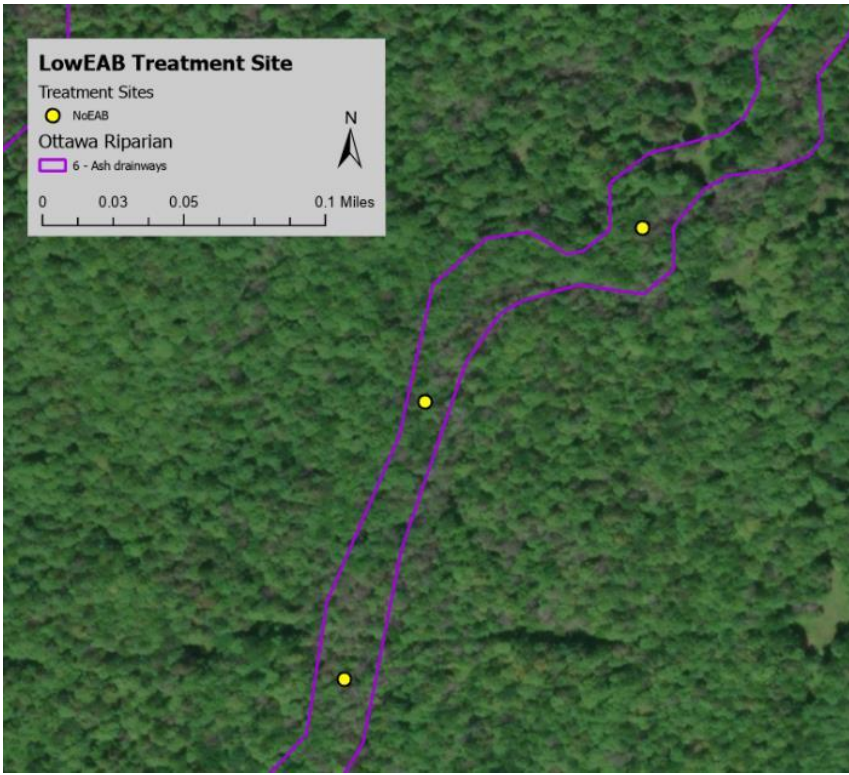 LowEAB Treatment Site
Treatment Sites
NoEAB
Ottawa Riparian
6 - Ash drainways
N
0 0.03 0.05 0.1 Miles